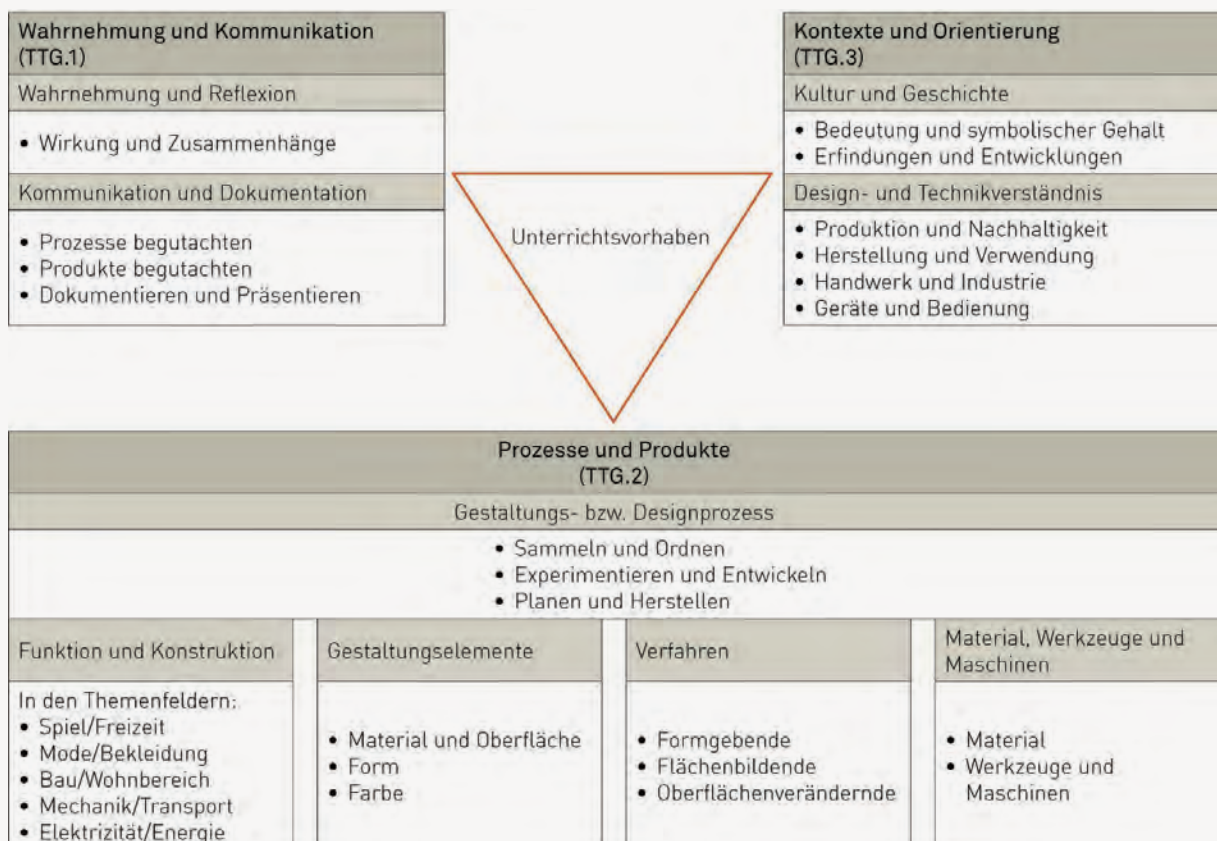 Wahrnehmung und Kommunikation
(TTG.1)
Wahrnehmung und Reflexion
• Wirkung und Zusammenhänge
Kommunikation und Dokumentation
• Prozesse begutachten
• Produkte begutachten
• Dokumentieren und Präsentieren
Unterrichtsvorhaben
Kontexte und Orientierung
(TTG.3)
Kultur und Geschichte
• Bedeutung und symbolischer Gehalt
• Erfindungen und Entwicklungen
Design- und Technikverständnis
• Produktion und Nachhaltigkeit
• Herstellung und Verwendung
• Handwerk und Industrie
• Geräte und Bedienung
Prozesse und Produkte
(TTG.2)
Gestaltungs- bzw. Designprozess
• Sammeln und Ordnen
• Experimentieren und Entwickeln
• Planen und Herstellen
Funktion und Konstruktion
In den Themenfeldern:
• Spiel/Freizeit
• Mode/Bekleidung
• Bau/Wohnbereich
• Mechanik/Transport
• Elektrizität/Energie
Gestaltungselemente
• Material und Oberfläche
• Form
• Farbe
Verfahren
• Formgebende
• Flächenbildende
• Oberflächenverändernde
Material, Werkzeuge und
Maschinen
• Material
• Werkzeuge und
Maschinen